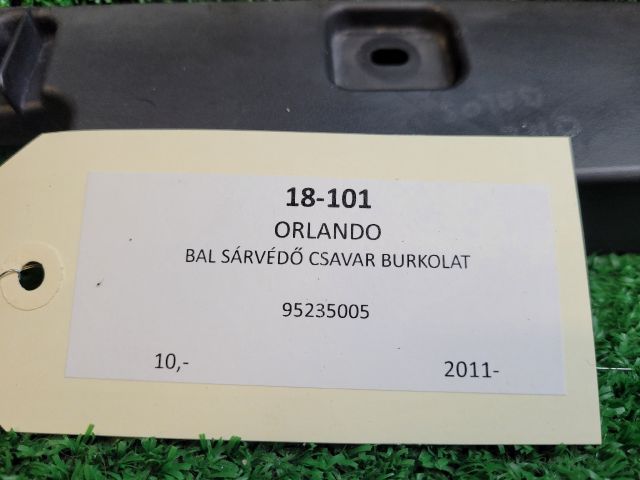 18-101
ORLANDO
BAL SÁRVÉDŐ CSAVAR BURKOLAT
95235005
10,- 2011-